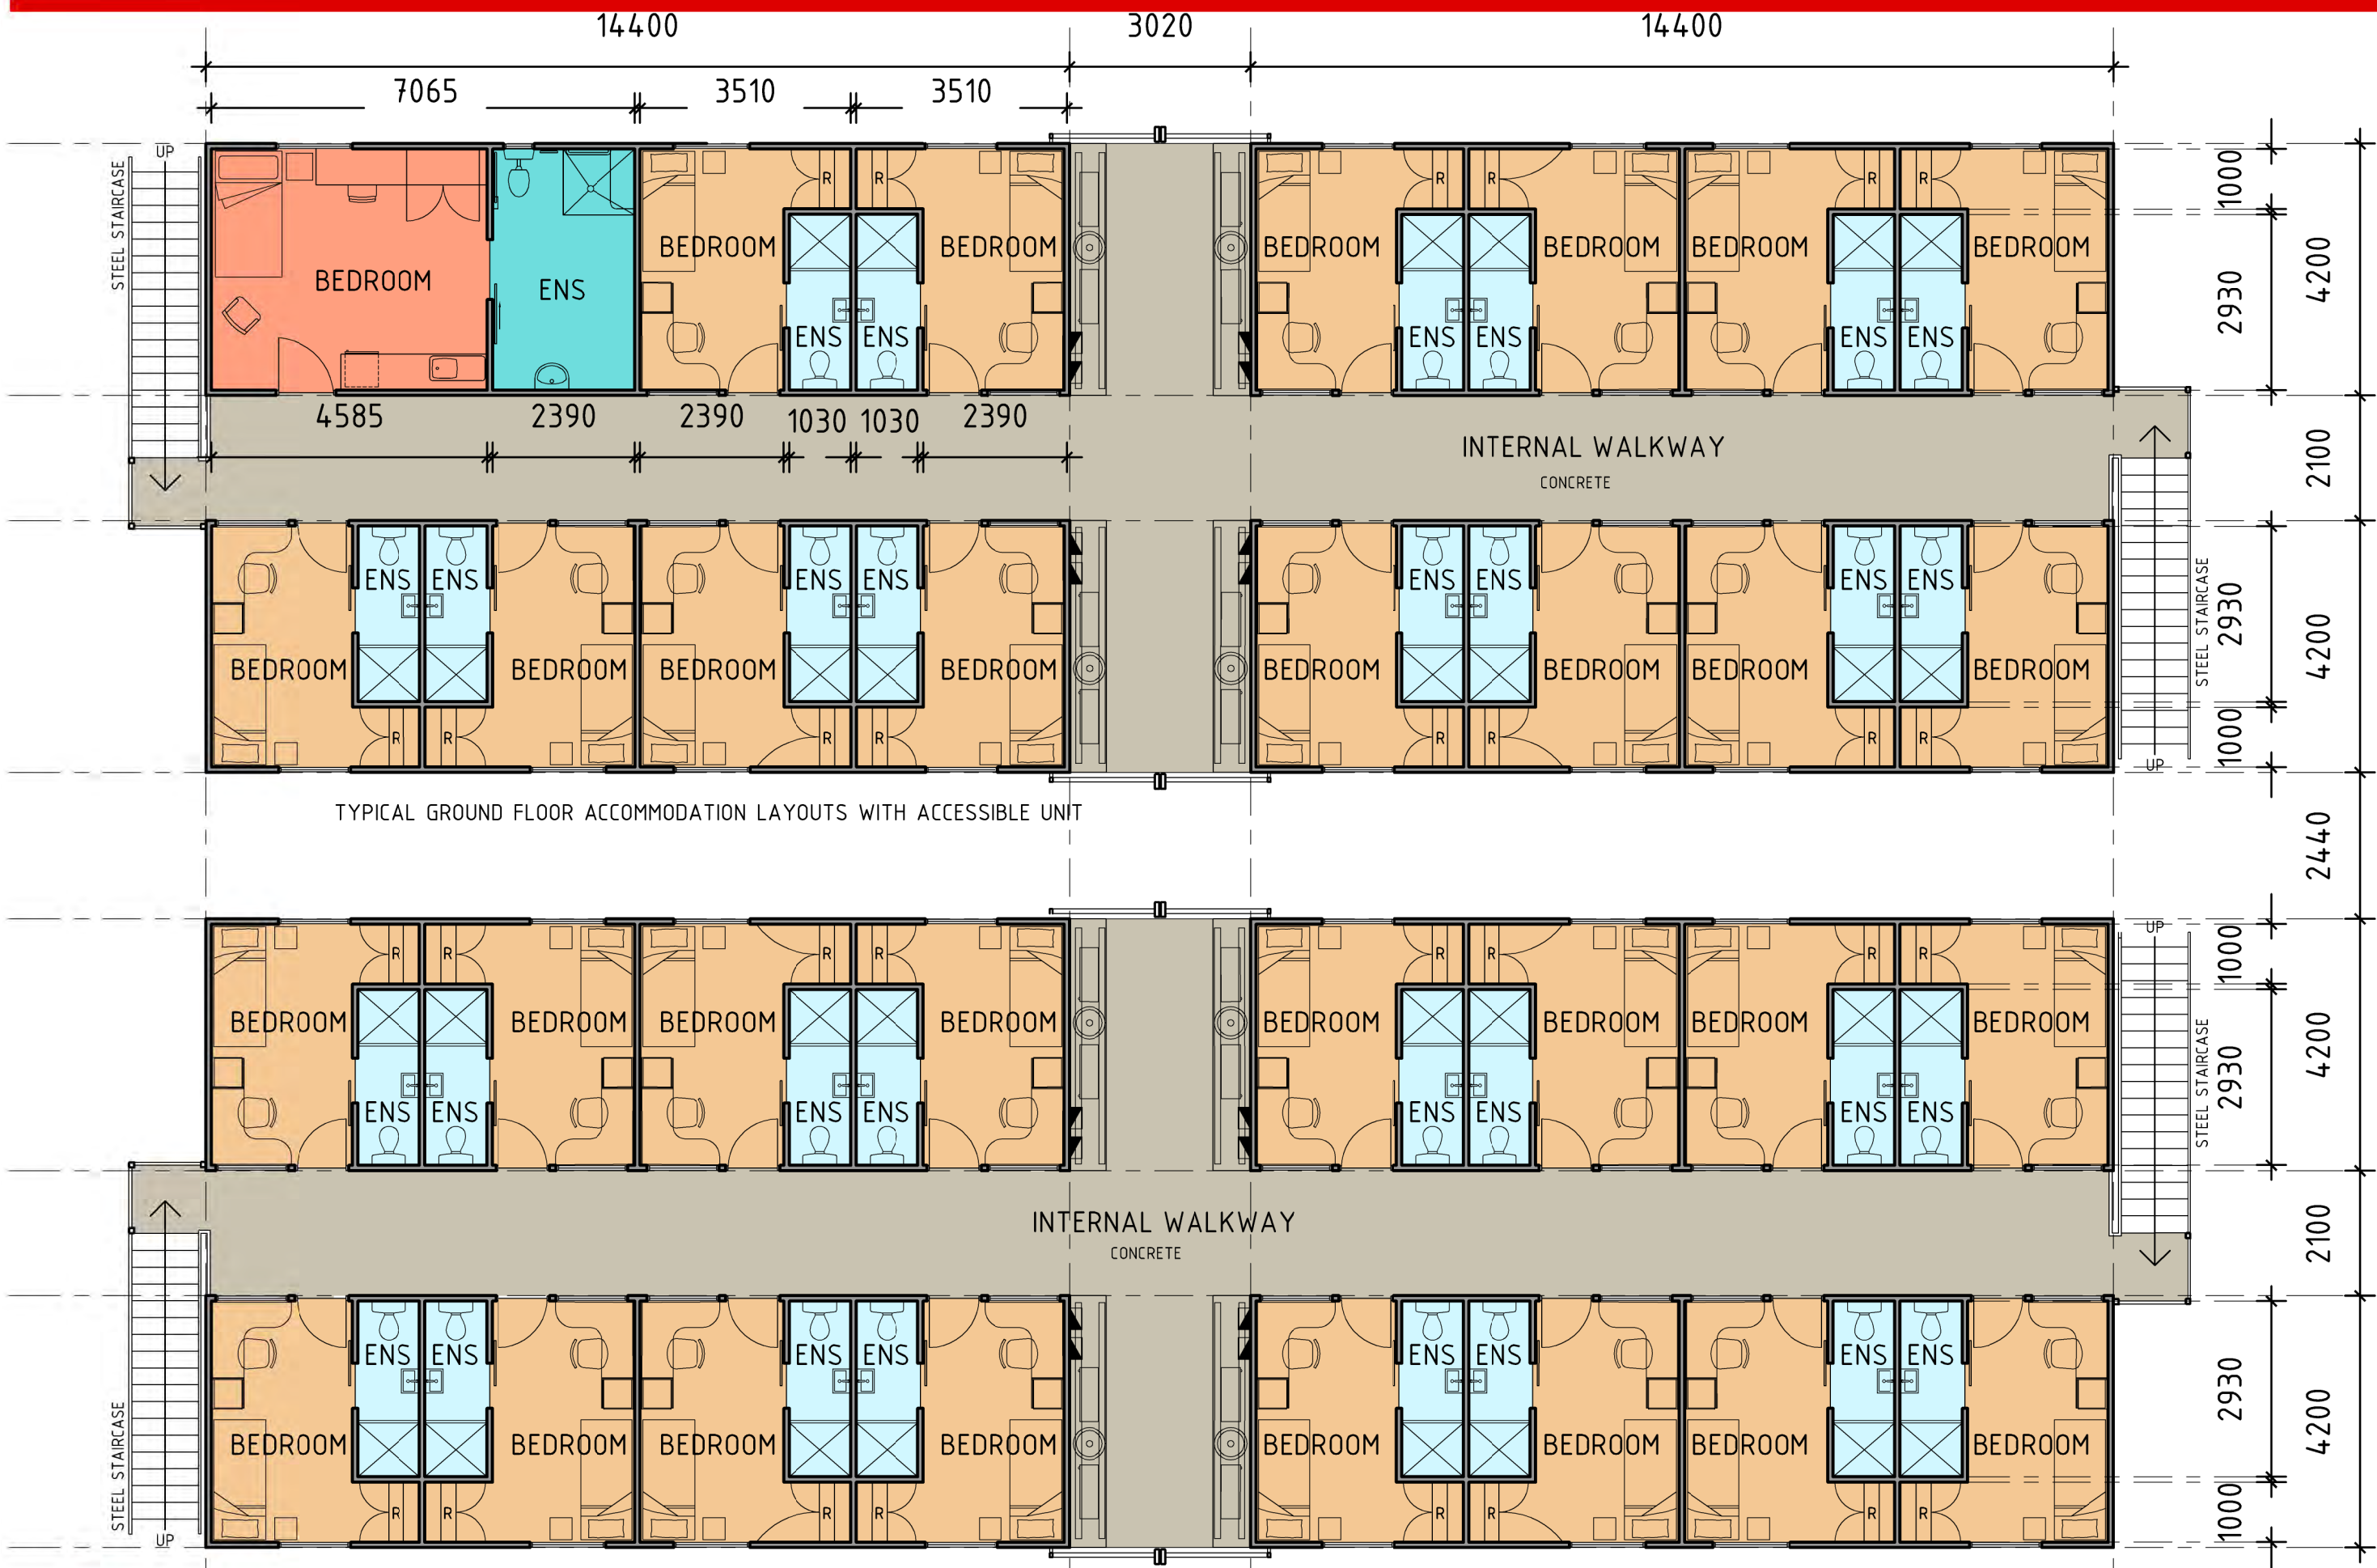 14400 3020 14400
7065 3510 3510
UP
STEEL STAIRCASE
R R R R R R
1000
BEDROOM BEDROOM BEDROOM BEDROOM BEDROOM BEDROOM
4200
BEDROOM ENS
2930
ENS ENS ENS ENS ENS ENS
4585 2390 2390 1030 1030 2390
INTERNAL WALKWAY
CONCRETE
2100
ENS ENS ENS ENS ENS ENS ENS ENS
2930
STEEL STAIRCASE
4200
BEDROOM BEDROOM BEDROOM BEDROOM BEDROOM BEDROOM BEDROOM BEDROOM
R R R R R R R R
1000
UP
TYPICAL GROUND FLOOR ACCOMMODATION LAYOUTS WITH ACCESSIBLE UNIT
2440
UP
R R R R R R R R
1000
BEDROOM BEDROOM BEDROOM BEDROOM BEDROOM BEDROOM BEDROOM BEDROOM
4200
STEEL STAIRCASE
2930
ENS ENS ENS ENS ENS ENS ENS ENS
INTERNAL WALKWAY
CONCRETE
2100
ENS ENS ENS ENS ENS ENS ENS ENS
2930
4200
BEDROOM BEDROOM BEDROOM BEDROOM BEDROOM BEDROOM BEDROOM BEDROOM
STEEL STAIRCASE
R R R R R R R R
1000
UP